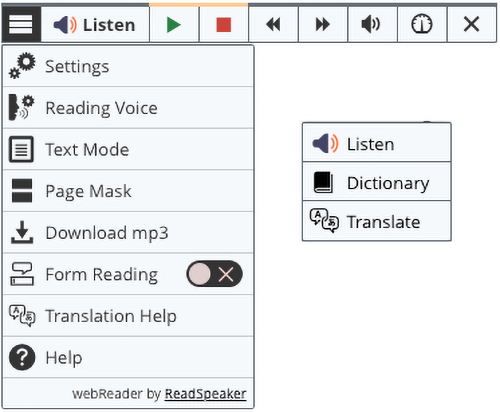 Listen
Settings
Reading Voice
Text Mode
Page Mask
Download mp3
Form Reading
Translation Help
Help
webReader by ReadSpeaker
Listen
Dictionary
Translate